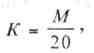 K = M/20,